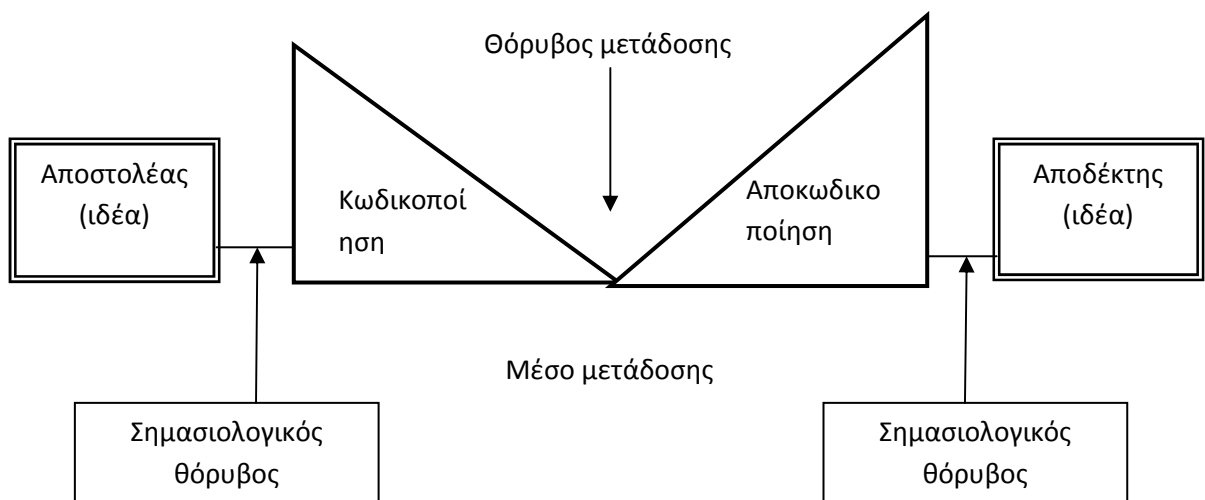 Θόρυβος μετάδοσης
Αποστολέας
(ιδέα)
Κωδικοποί
ηση
Αποκωδικο
ποίηση
Αποδέκτης
(ιδέα)
Μέσο μετάδοσης
Σημασιολογικός
θόρυβος
Σημασιολογικός
θόρυβος